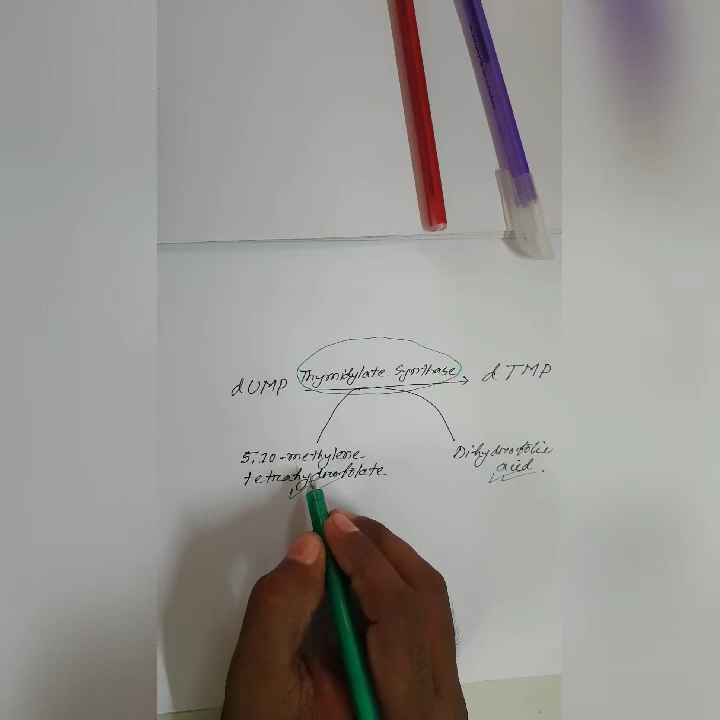 dUMP Thymidylate Synthase dTMP
5,10-methylene- Dihydrofolic
tetrahydrofolate acid.